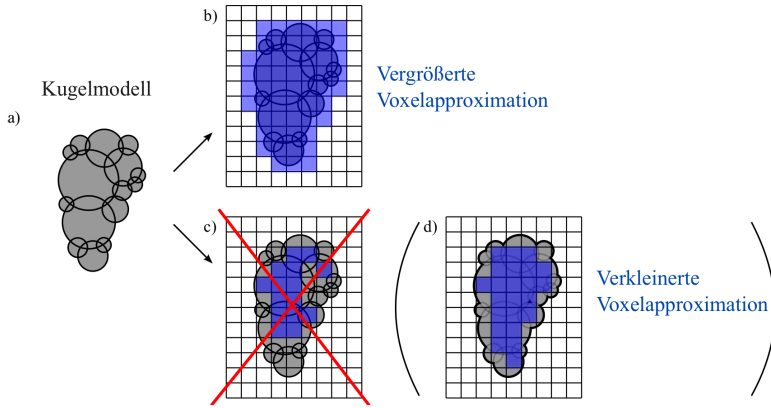 b)
Kugelmodell
Vergrößerte
Voxelapproximation
a)
c)
d)
Verkleinerte
Voxelapproximation